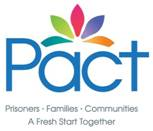 Pact
Prisoners · Families · Communities
A Fresh Start Together